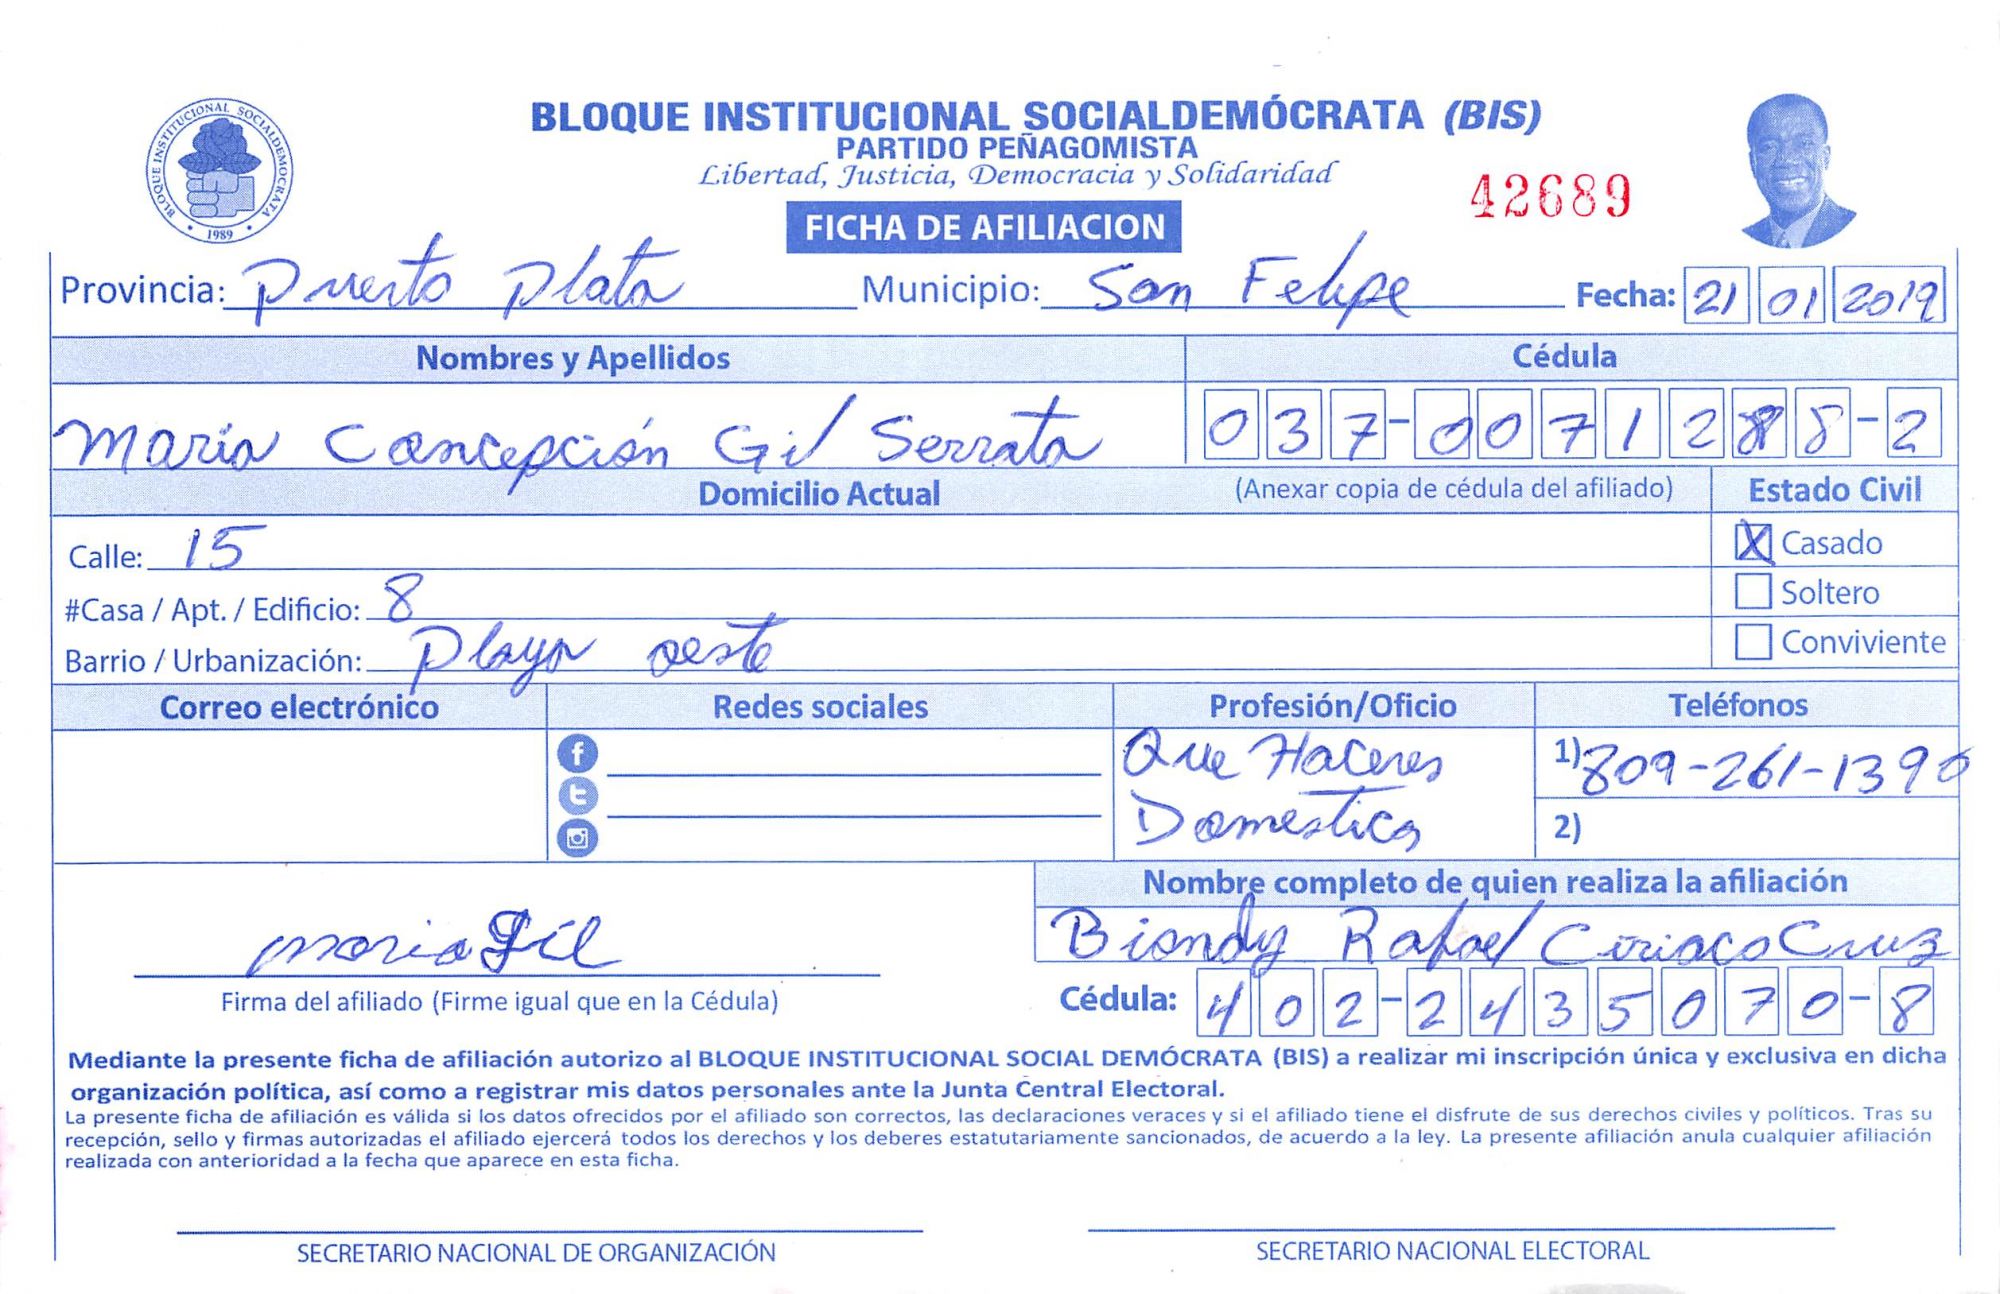 BLOQUE INSTITUCIONAL SOCIALDEMOCRATA
1989
BLOQUE INSTITUCIONAL SOCIALDEMÓCRATA (BIS)
PARTIDO PEÑAGOMISTA
Libertad, Justicia, Democracia y Solidaridad
42689
FICHA DE AFILIACION
Provincia: Puerto Plata Municipio: San Felipe Fecha: 21 01 2019
Nombres y Apellidos Cédula
María Concepción Gil Serrata 037-0071288-2
Domicilio Actual (Anexar copia de cédula del afiliado) Estado Civil
Calle: 15 X Casado
#Casa / Apt. / Edificio: 8 Soltero
Barrio / Urbanización: Playa oeste Conviviente
Correo electrónico Redes sociales Profesión/Oficio Teléfonos
Que Haceres 1) 809-261-1390
Domestica 2)
Nombre completo de quien realiza la afiliación
maria Gil Biandy Rafael Ciriaco Cruz
Firma del afiliado (Firme igual que en la Cédula) Cédula: 402-2435070-8
Mediante la presente ficha de afiliación autorizo al BLOQUE INSTITUCIONAL SOCIAL DEMÓCRATA (BIS) a realizar mi inscripción única y exclusiva en dicha
organización política, así como a registrar mis datos personales ante la Junta Central Electoral.
La presente ficha de afiliación es válida si los datos ofrecidos por el afiliado son correctos, las declaraciones veraces y si el afiliado tiene el disfrute de sus derechos civiles y políticos. Tras su
recepción, sello y firmas autorizadas el afiliado ejercerá todos los derechos y los deberes estatutariamente sancionados, de acuerdo a la ley. La presente afiliación anula cualquier afiliación
realizada con anterioridad a la fecha que aparece en esta ficha.
SECRETARIO NACIONAL DE ORGANIZACIÓN SECRETARIO NACIONAL ELECTORAL